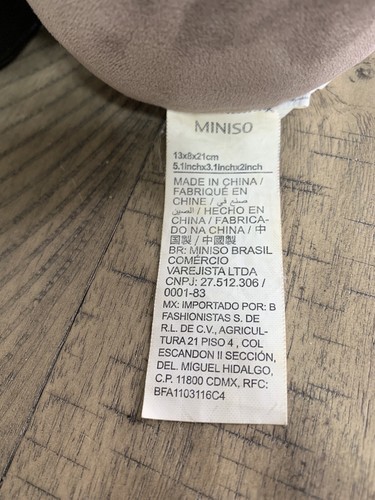 MINISO
13x8x21cm
5.1inchx3.1inchx2inch
MADE IN CHINA /
FABRIQUÉ EN
CHINE / صنع في
الصين / HECHO EN
CHINA / FABRICA-
DO NA CHINA / 中
国製 / 中國製
BR: MINISO BRASIL
COMÉRCIO
VAREJISTA LTDA
CNPJ: 27.512.306 /
0001-83
MX: IMPORTADO POR: B
FASHIONISTAS S. DE
R.L. DE C.V., AGRICUL-
TURA 21 PISO 4 , COL
ESCANDON II SECCIÓN,
DEL. MIGUEL HIDALGO,
C.P. 11800 CDMX, RFC:
BFA1103116C4